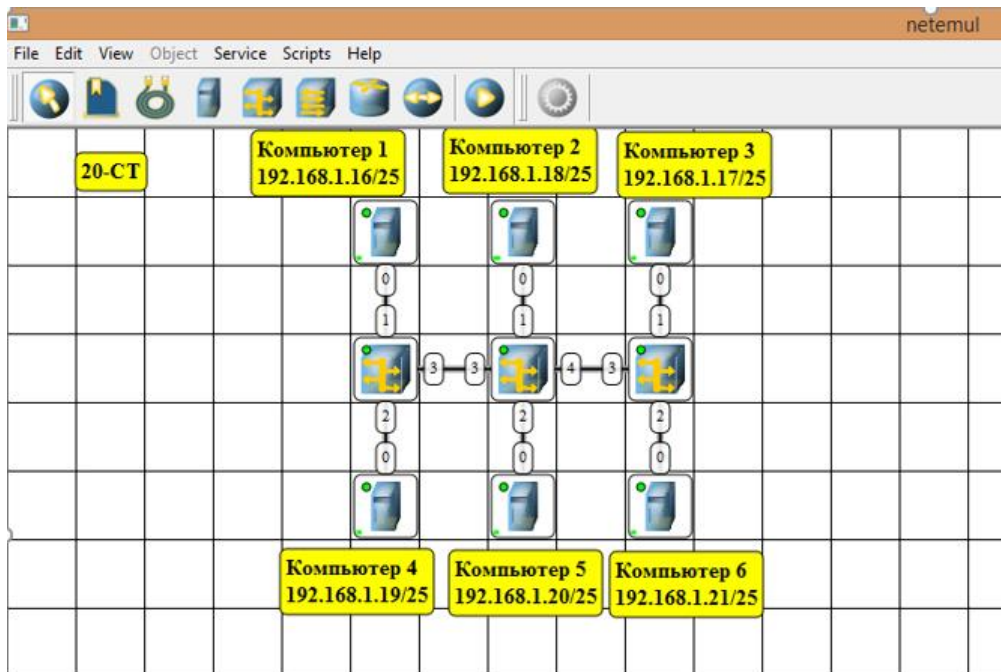 netemul
File Edit View Object Service Scripts Help
20-СТ
Компьютер 1
192.168.1.16/25
Компьютер 2
192.168.1.18/25
Компьютер 3
192.168.1.17/25
0 0 0
1 1 1
3 3 4 3
2 2 2
0 0 0
Компьютер 4
192.168.1.19/25
Компьютер 5
192.168.1.20/25
Компьютер 6
192.168.1.21/25